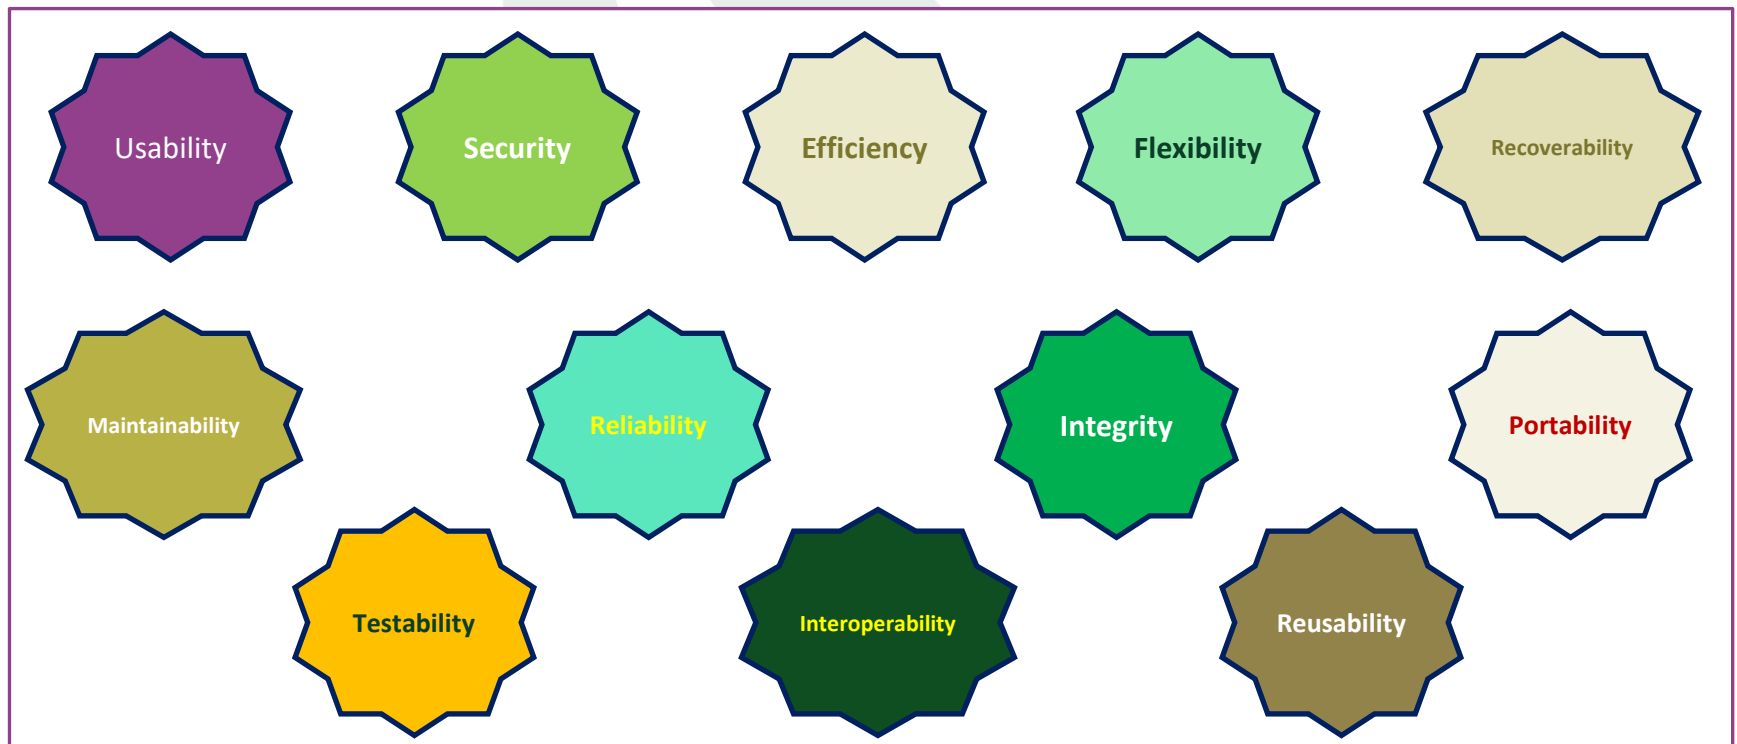 Usability
Security
Efficiency
Flexibility
Recoverability
Maintainability
Reliability
Integrity
Portability
Testability
Interoperability
Reusability